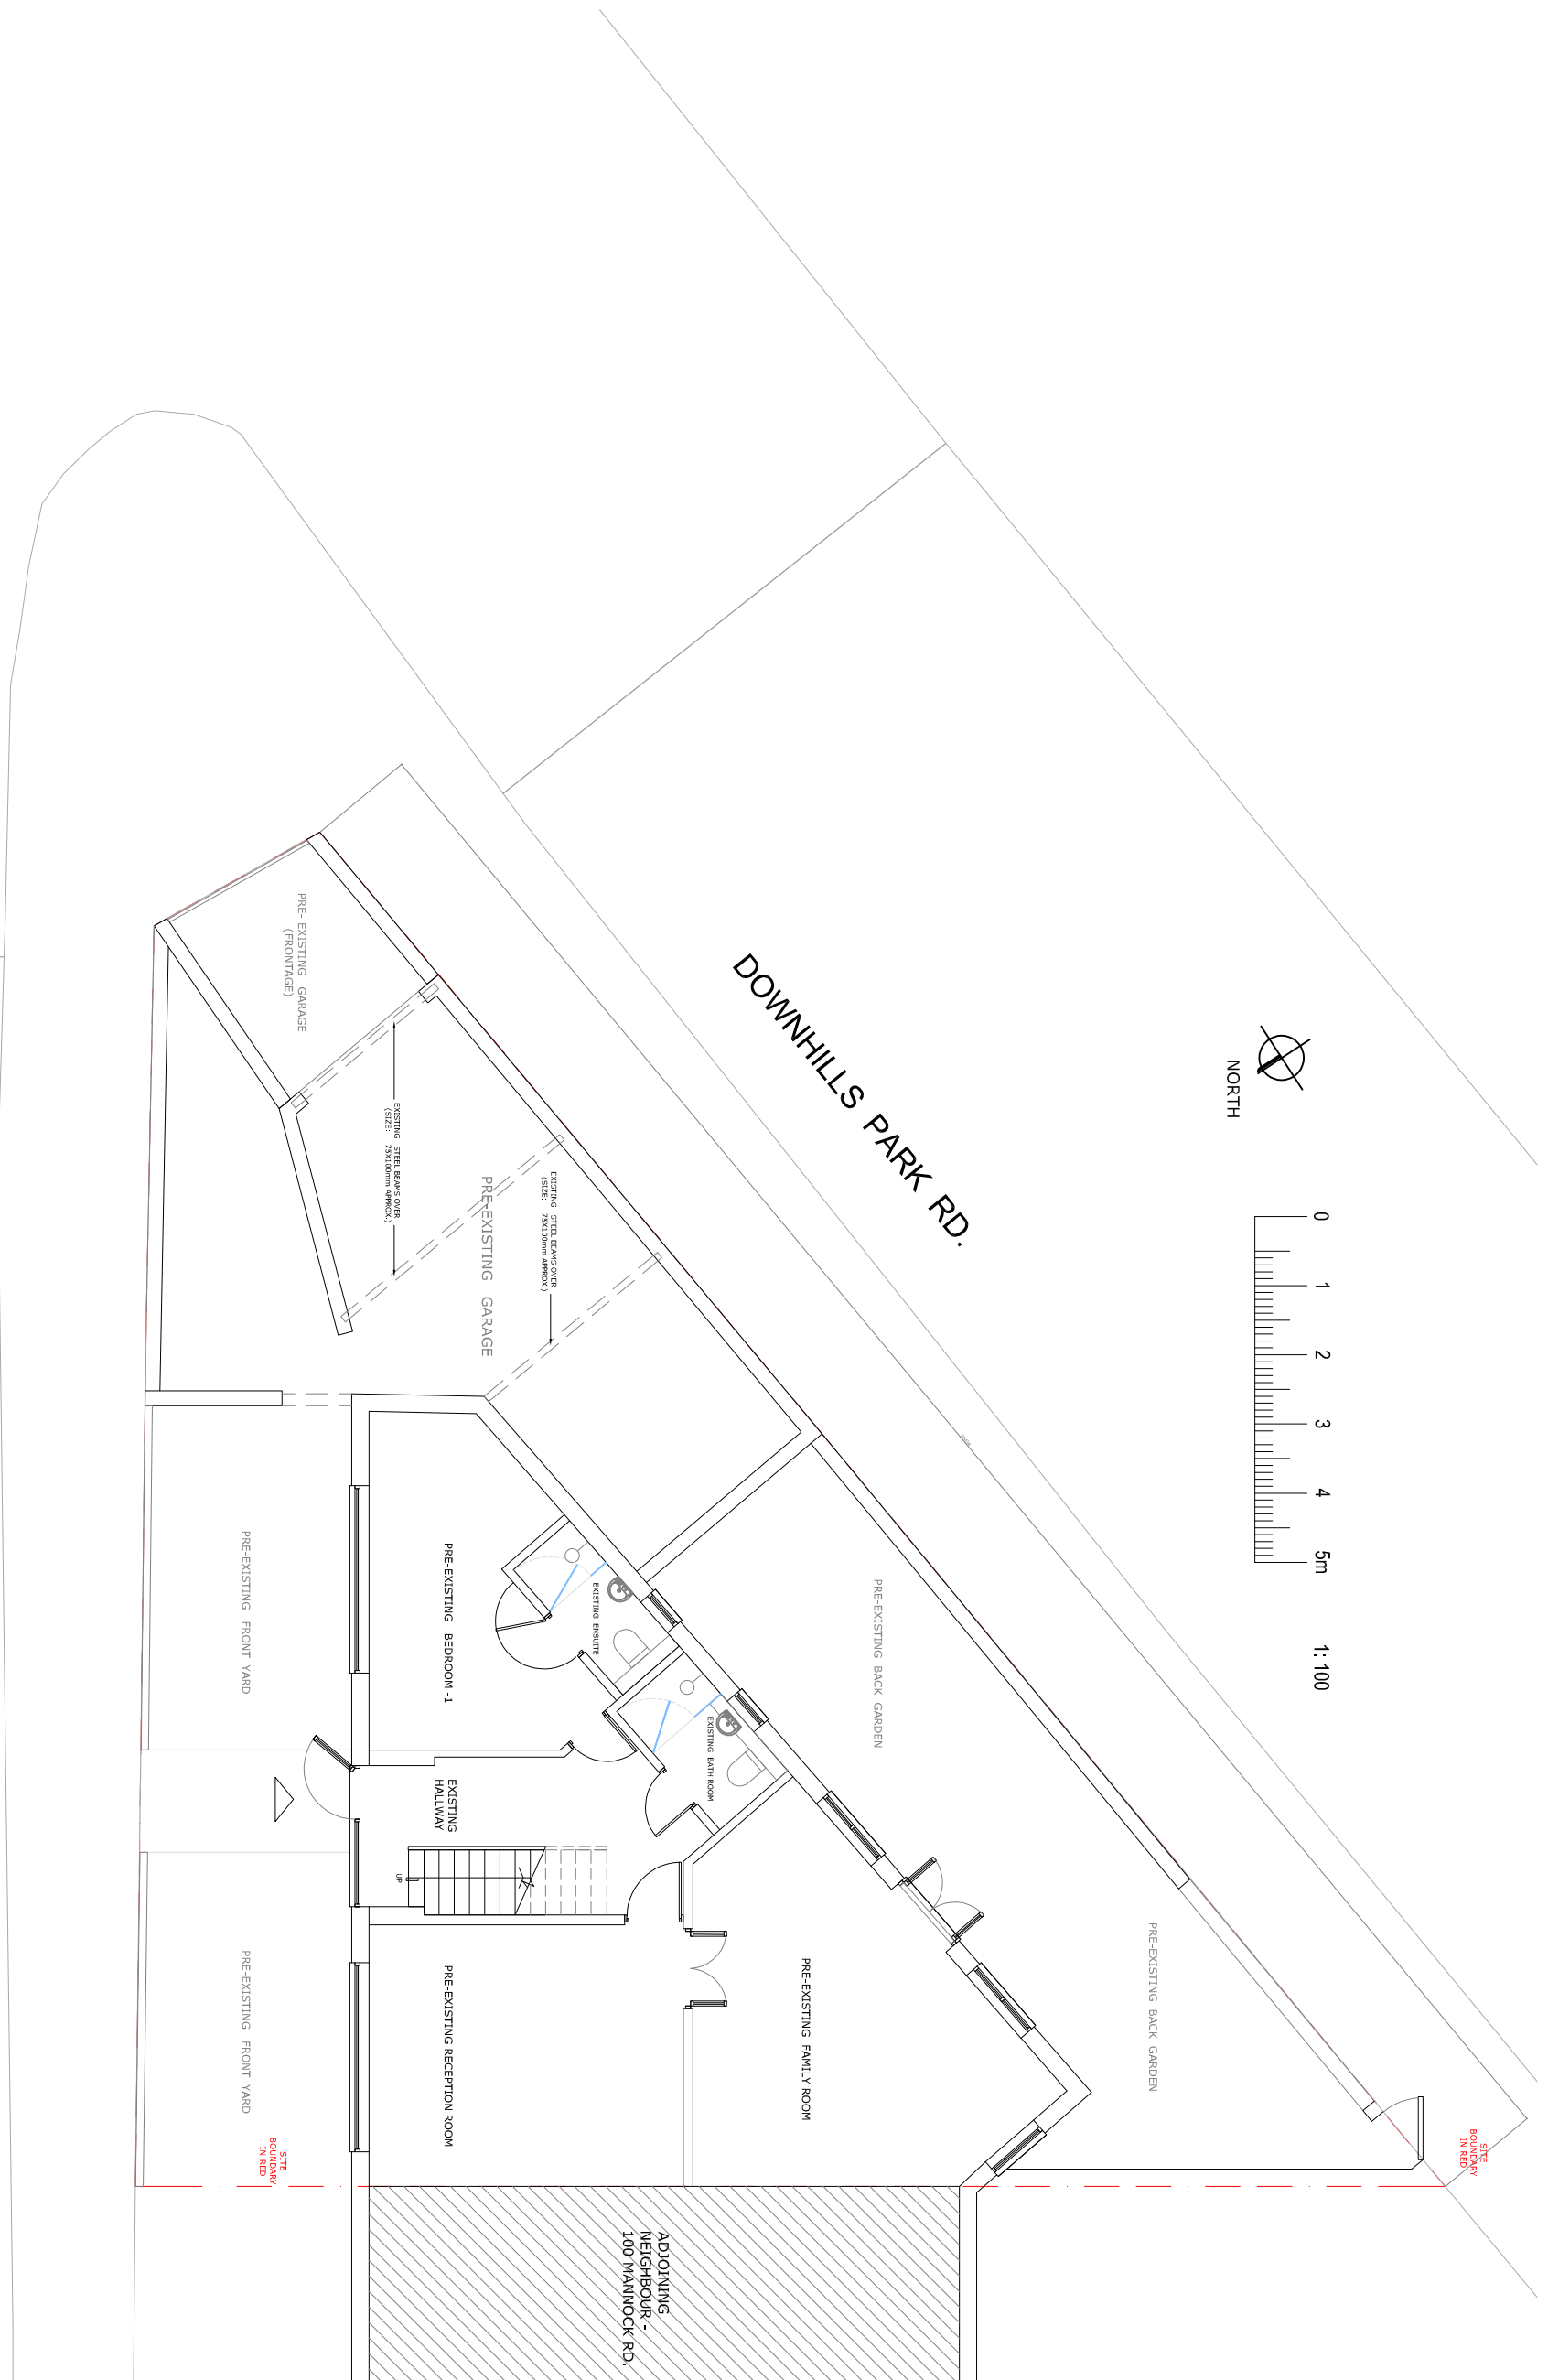 DOWNHILLS PARK RD.
NORTH
0
1
2
3
4
5m
1: 100
PRE- EXISTING GARAGE
(FRONTAGE)
EXISTING STEEL BEAMS OVER
(SIZE: 75X100mm APPROX.)
EXISTING STEEL BEAMS OVER
(SIZE: 75X100mm APPROX.)
PRE-EXISTING GARAGE
PRE-EXISTING BACK GARDEN
PRE-EXISTING BACK GARDEN
EXISTING ENSUITE
EXISTING BATH ROOM
PRE-EXISTING BEDROOM -1
PRE-EXISTING FRONT YARD
EXISTING
HALLWAY
UP
PRE-EXISTING FAMILY ROOM
PRE-EXISTING RECEPTION ROOM
PRE-EXISTING FRONT YARD
SITE
BOUNDARY
IN RED
SITE
BOUNDARY
IN RED
ADJOINING
NEIGHBOUR -
100 MANNOCK RD.